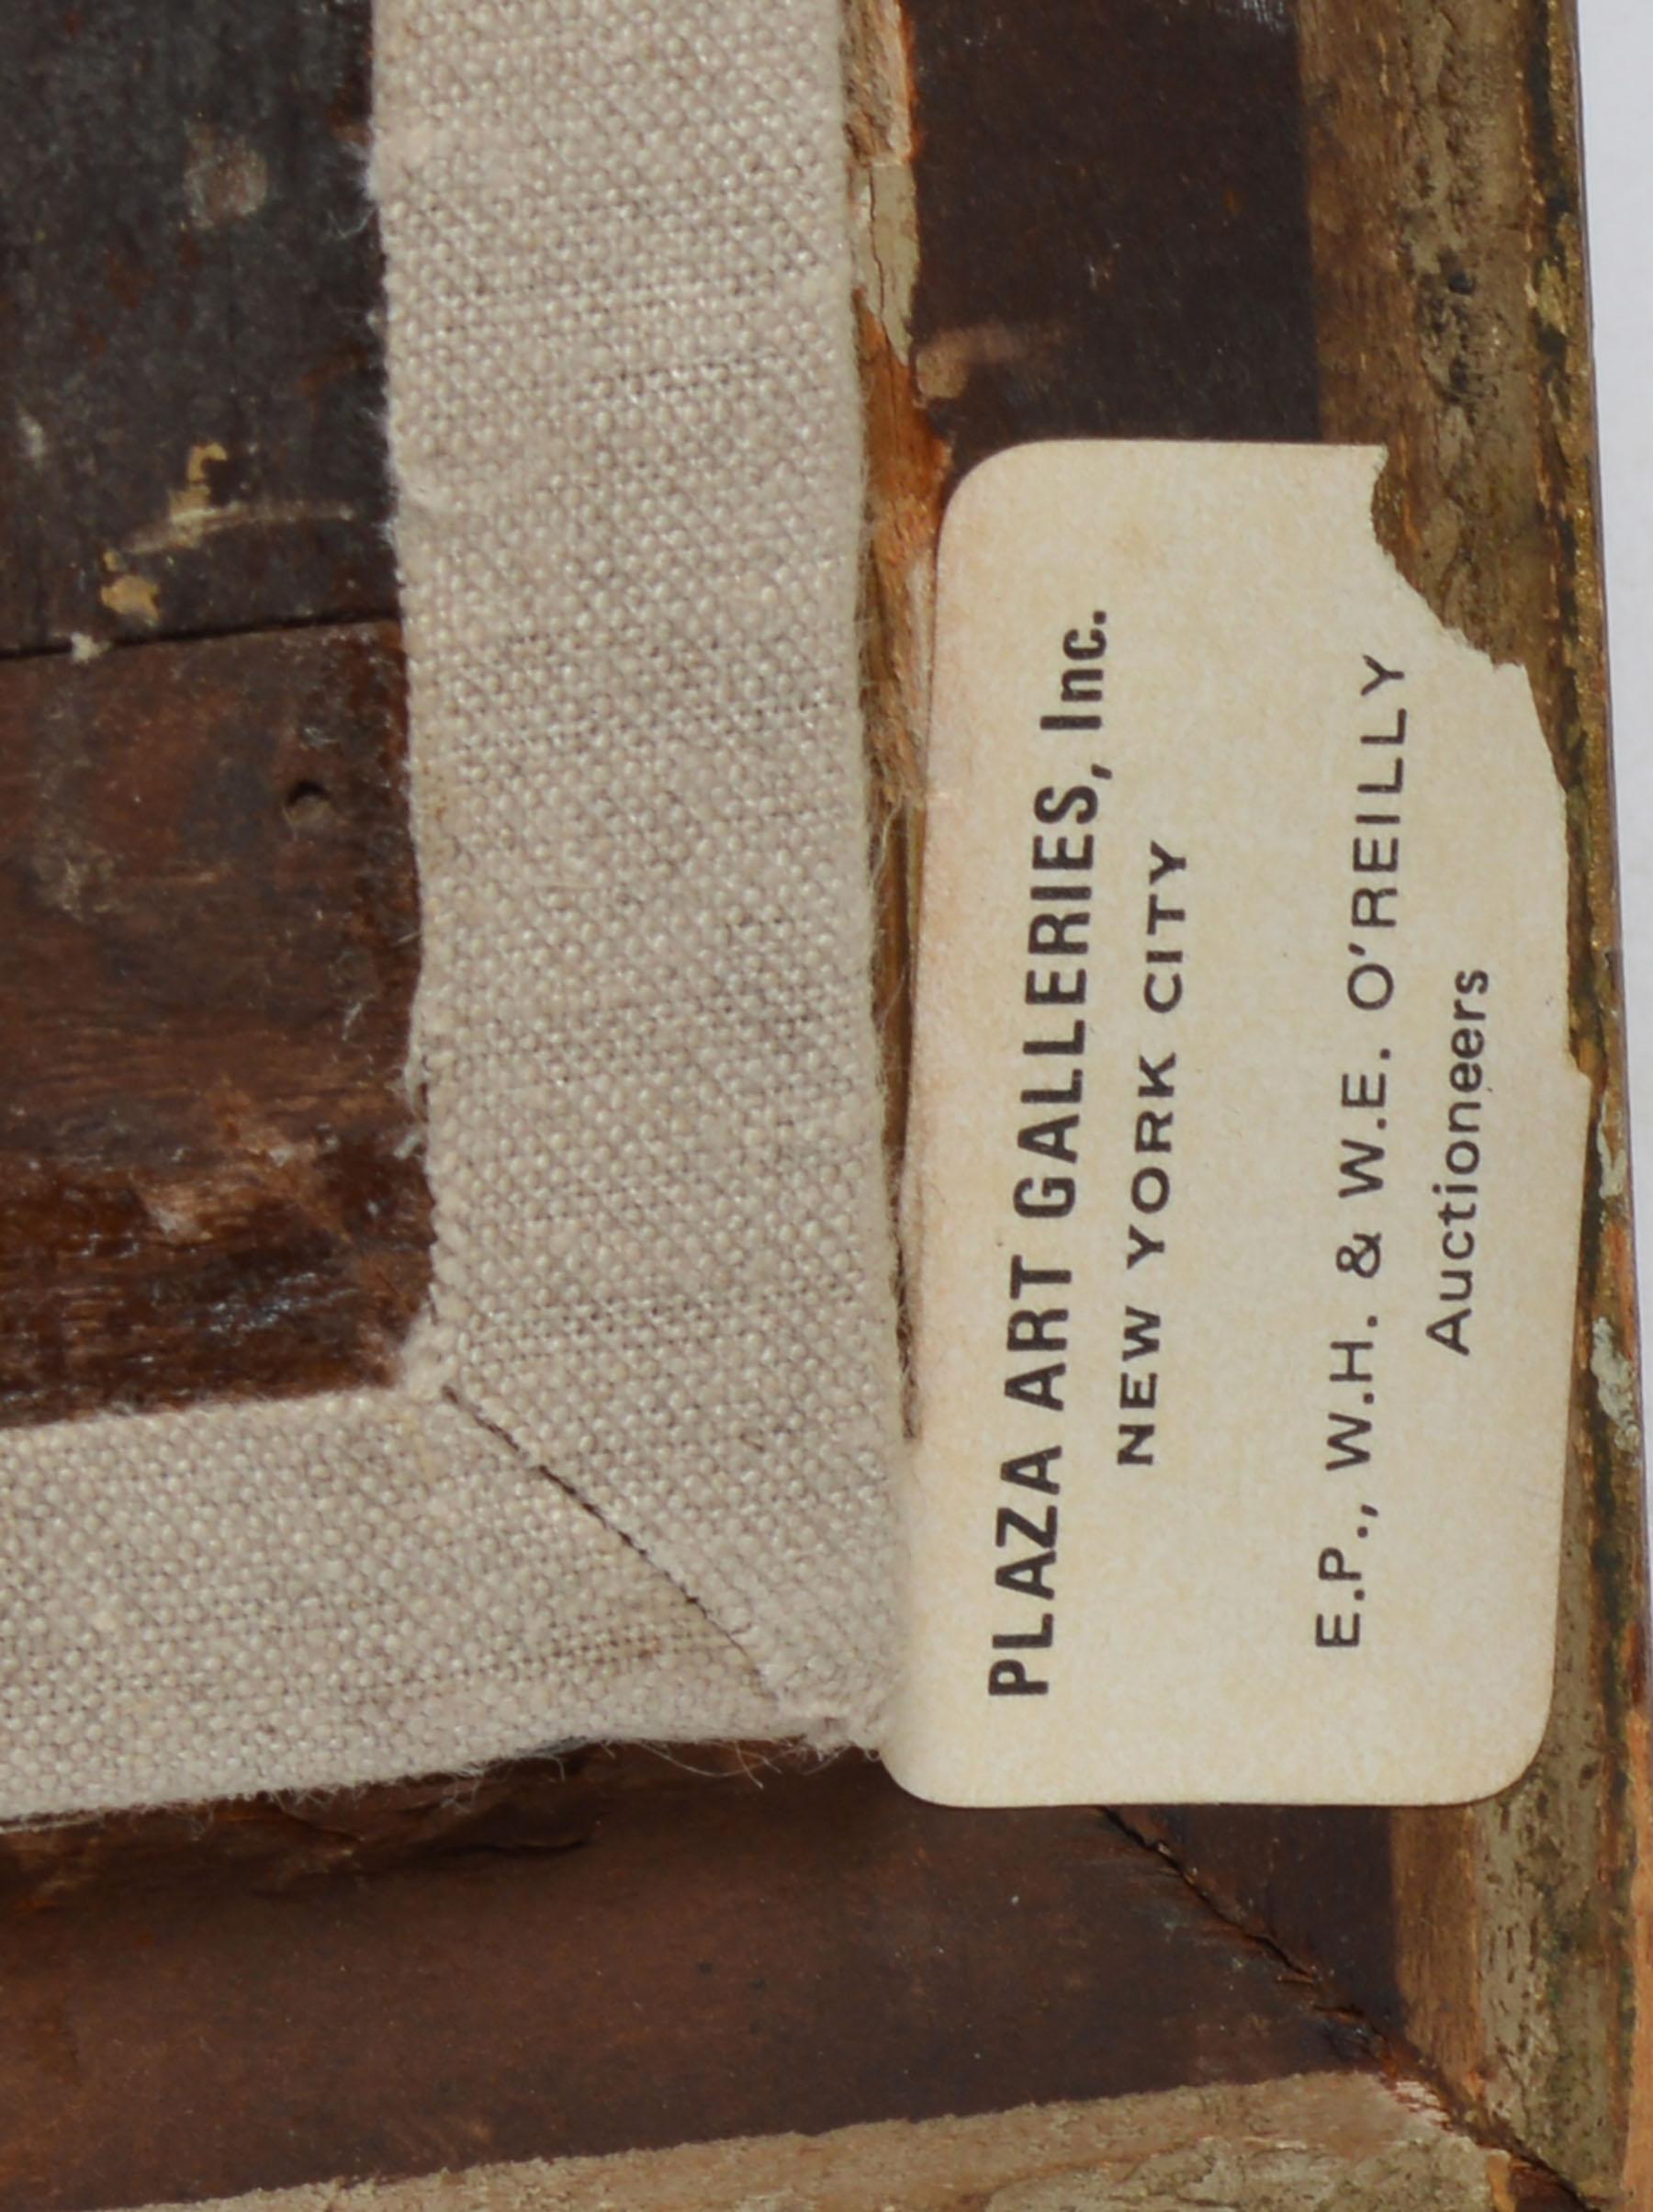 PLAZA ART GALLERIES, Inc.
NEW YORK CITY
E.P., W.H. & W.E. O'REILLY
Auctioneers